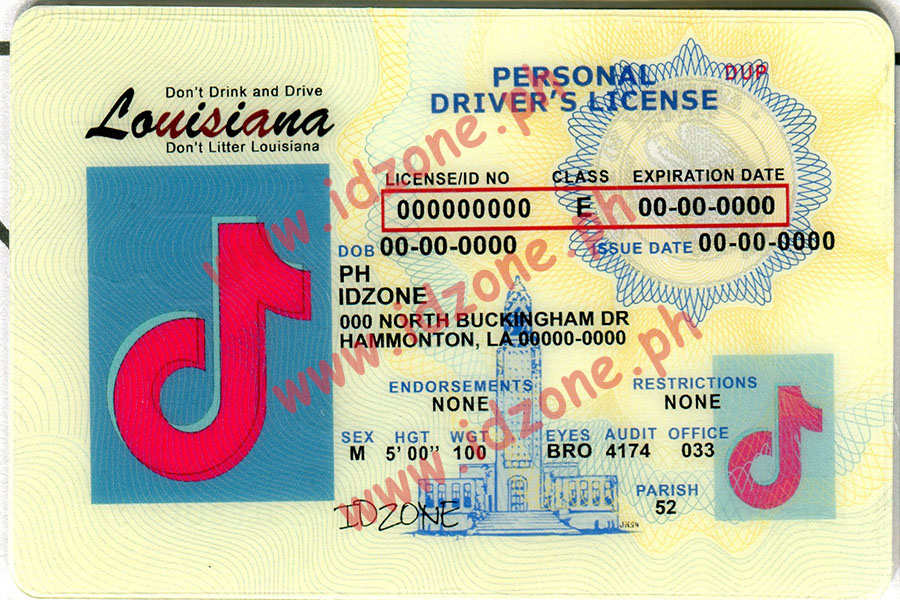 Don't Drink and Drive
Louisiana
Don't Litter Louisiana
PERSONAL DUP
DRIVER'S LICENSE
LICENSE/ID NO CLASS EXPIRATION DATE
000000000 E 00-00-0000
DOB 00-00-0000 ISSUE DATE 00-00-0000
PH
IDZONE
000 NORTH BUCKINGHAM DR
HAMMONTON, LA 00000-0000
ENDORSEMENTS RESTRICTIONS
NONE NONE
SEX HGT WGT EYES AUDIT OFFICE
M 5' 00" 100 BRO 4174 033
PARISH
52
IDZONE
www.idzone.ph
www.idzone.ph
www.idzone.ph